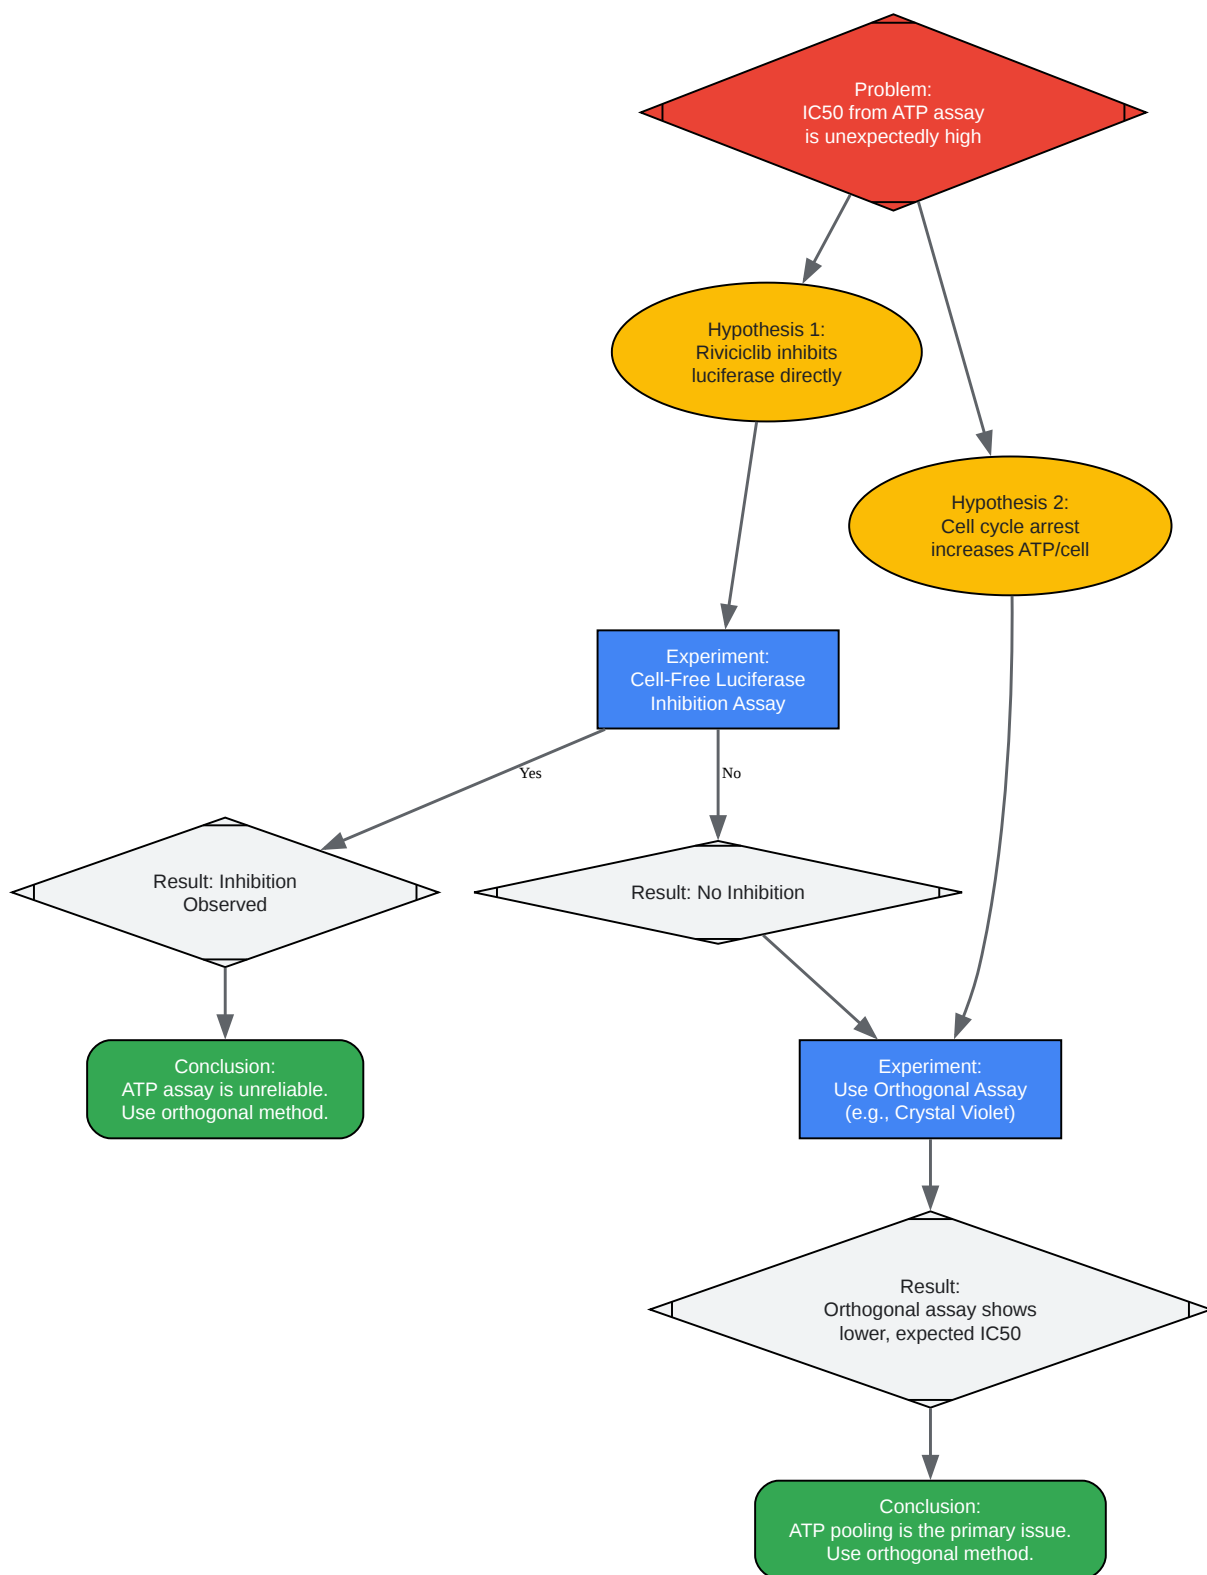 Problem:
IC50 from ATP assay
is unexpectedly high
Hypothesis 1:
Riviciclib inhibits
luciferase directly
Hypothesis 2:
Cell cycle arrest
increases ATP/cell
Experiment:
Cell-Free Luciferase
Inhibition Assay
Yes
No
Result: Inhibition
Observed
Result: No Inhibition
Conclusion:
ATP assay is unreliable.
Use orthogonal method.
Experiment:
Use Orthogonal Assay
(e.g., Crystal Violet)
Result:
Orthogonal assay shows
lower, expected IC50
Conclusion:
ATP pooling is the primary issue.
Use orthogonal method.